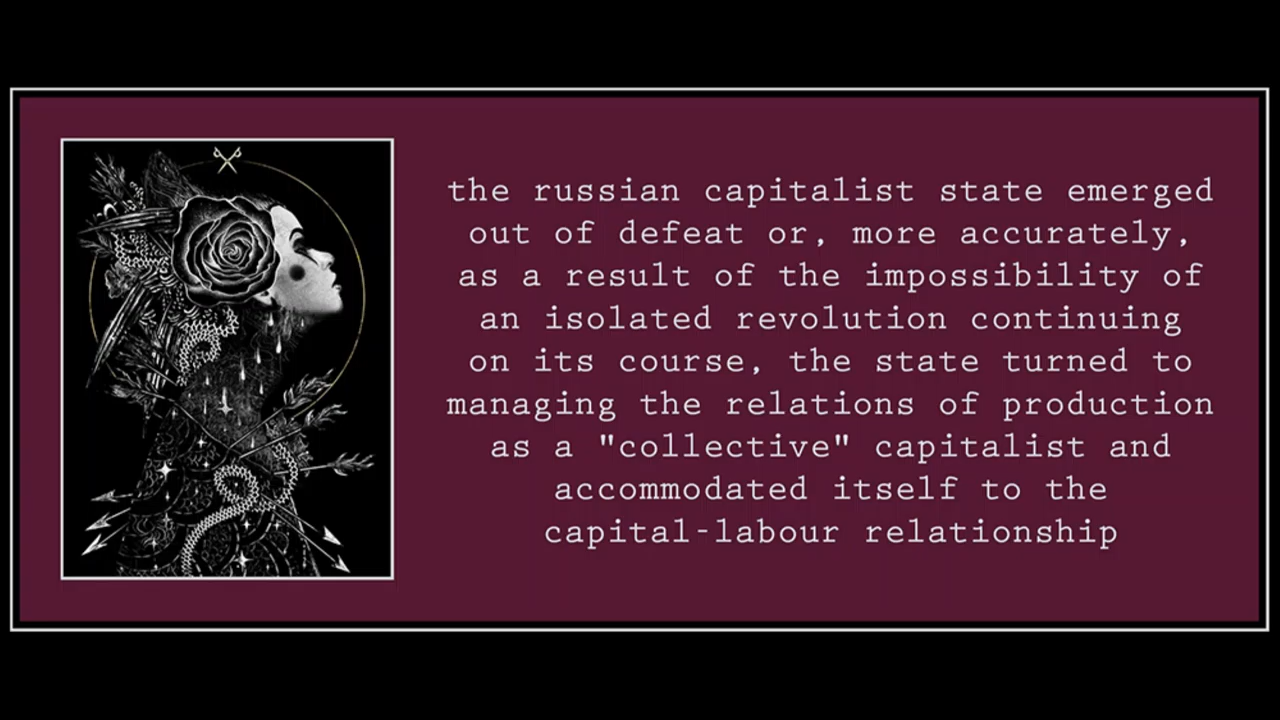 the russian capitalist state emerged
out of defeat or, more accurately,
as a result of the impossibility of
an isolated revolution continuing
on its course, the state turned to
managing the relations of production
as a "collective" capitalist and
accommodated itself to the
capital-labour relationship